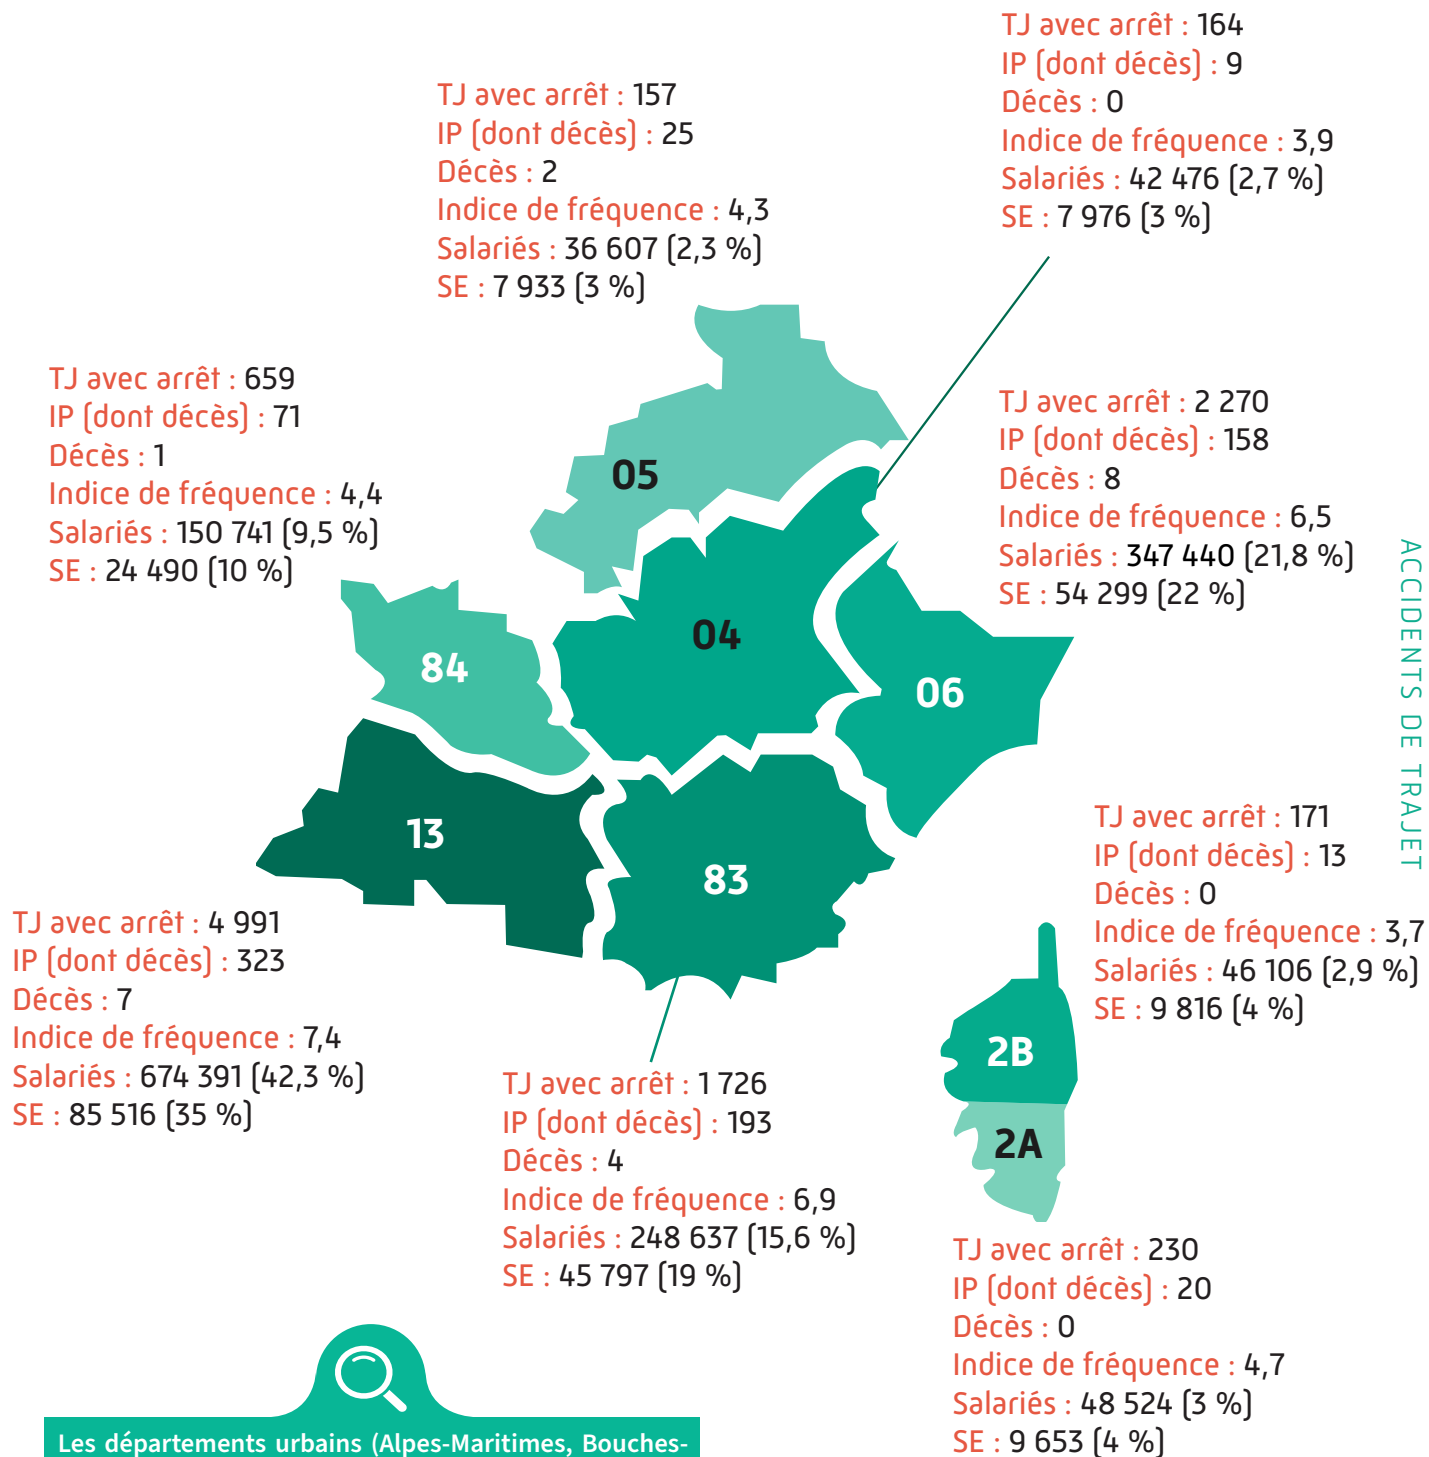 TJ avec arrêt : 164
IP (dont décès) : 9
Décès : 0
Indice de fréquence : 3,9
Salariés : 42 476 (2,7 %)
SE : 7 976 (3 %)
TJ avec arrêt : 157
IP (dont décès) : 25
Décès : 2
Indice de fréquence : 4,3
Salariés : 36 607 (2,3 %)
SE : 7 933 (3 %)
TJ avec arrêt : 659
IP (dont décès) : 71
Décès : 1
Indice de fréquence : 4,4
Salariés : 150 741 (9,5 %)
SE : 24 490 (10 %)
TJ avec arrêt : 2 270
IP (dont décès) : 158
Décès : 8
Indice de fréquence : 6,5
Salariés : 347 440 (21,8 %)
SE : 54 299 (22 %)
ACCIDENTS DE TRAJET
05
04
84
06
13
83
TJ avec arrêt : 171
IP (dont décès) : 13
Décès : 0
Indice de fréquence : 3,7
Salariés : 46 106 (2,9 %)
SE : 9 816 (4 %)
TJ avec arrêt : 4 991
IP (dont décès) : 323
Décès : 7
Indice de fréquence : 7,4
Salariés : 674 391 (42,3 %)
SE : 85 516 (35 %)
2B
2A
TJ avec arrêt : 1 726
IP (dont décès) : 193
Décès : 4
Indice de fréquence : 6,9
Salariés : 248 637 (15,6 %)
SE : 45 797 (19 %)
TJ avec arrêt : 230
IP (dont décès) : 20
Décès : 0
Indice de fréquence : 4,7
Salariés : 48 524 (3 %)
SE : 9 653 (4 %)
Les départements urbains (Alpes-Maritimes, Bouches-